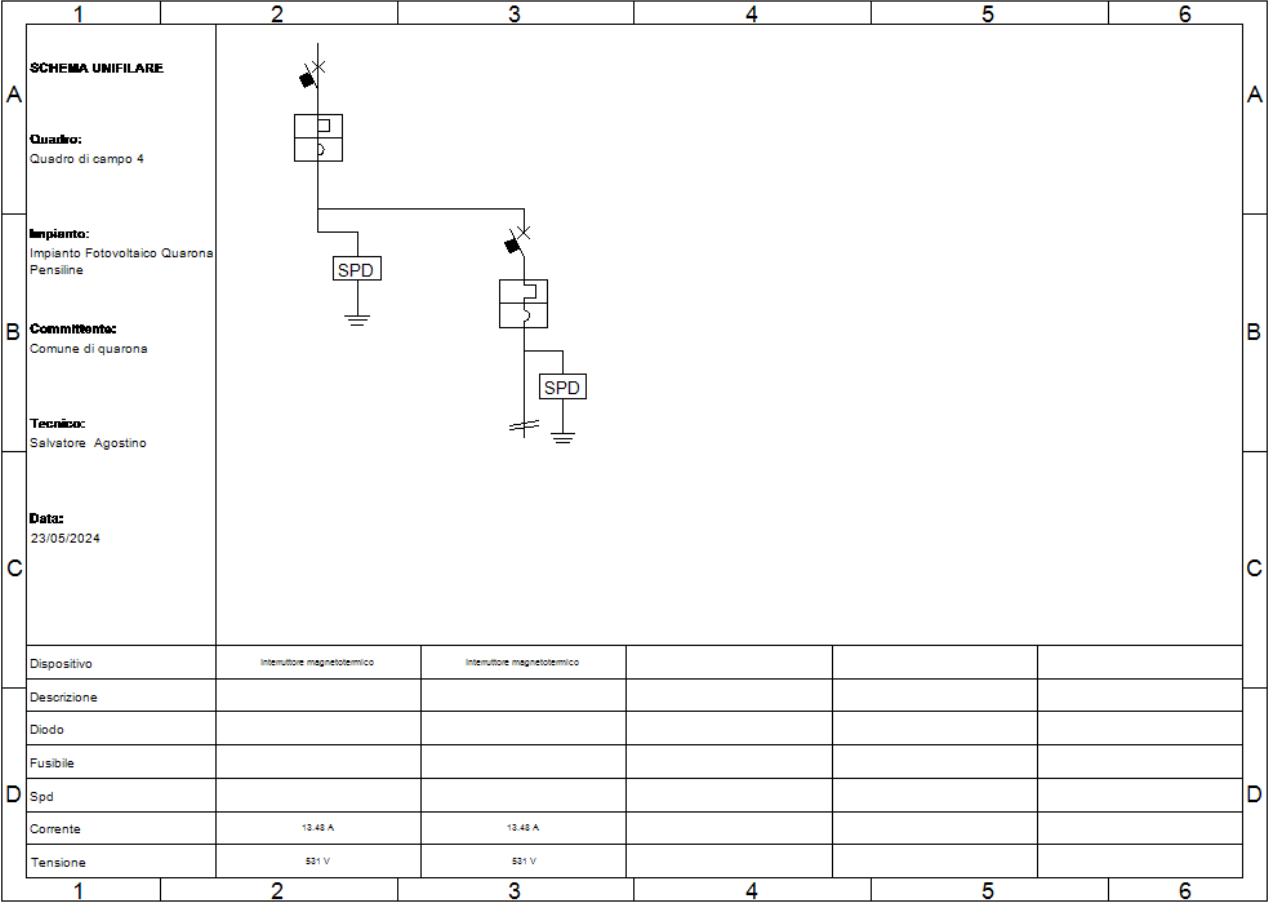 1 2 3 4 5 6
SCHEMA UNIFILARE
A A
Quadro:
Quadro di campo 4
Impianto:
Impianto Fotovoltaico Quarona
Pensiline
SPD
B B
Committente:
Comune di quarona
SPD
Tecnico:
Salvatore Agostino
Data:
23/05/2024
C C
Dispositivo Interruttore magnetotermico Interruttore magnetotermico
Descrizione
Diodo
Fusibile
D D
Spd
Corrente 13.48 A 13.48 A
Tensione 531 V 531 V
1 2 3 4 5 6